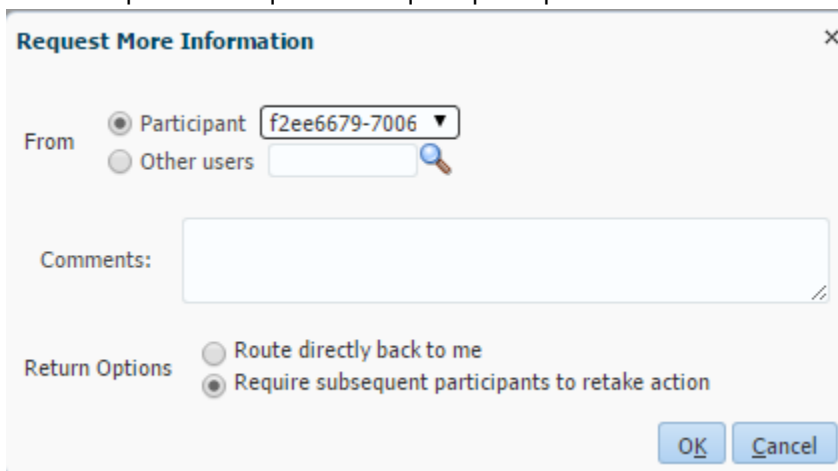 Request More Information
From
Participant f2ee6679-7006
Other users
Comments:
Route directly back to me
Return Options
Require subsequent participants to retake action
OK Cancel